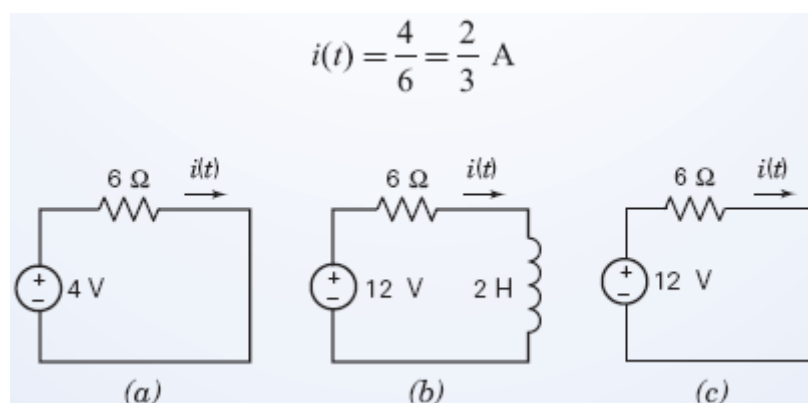 i(t) = 4/6 = 2/3 A
6 Ω i(t)
6 Ω i(t)
6 Ω i(t)
+ − 4 V
+ − 12 V 2 H
+ − 12 V
(a) (b) (c)